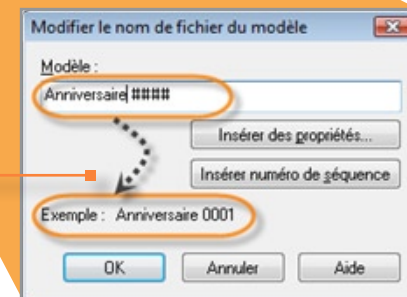 Modifier le nom de fichier du modèle
Modèle :
Anniversaire ####
Insérer des propriétés...
Insérer numéro de séquence
Exemple : Anniversaire 0001
OK Annuler Aide